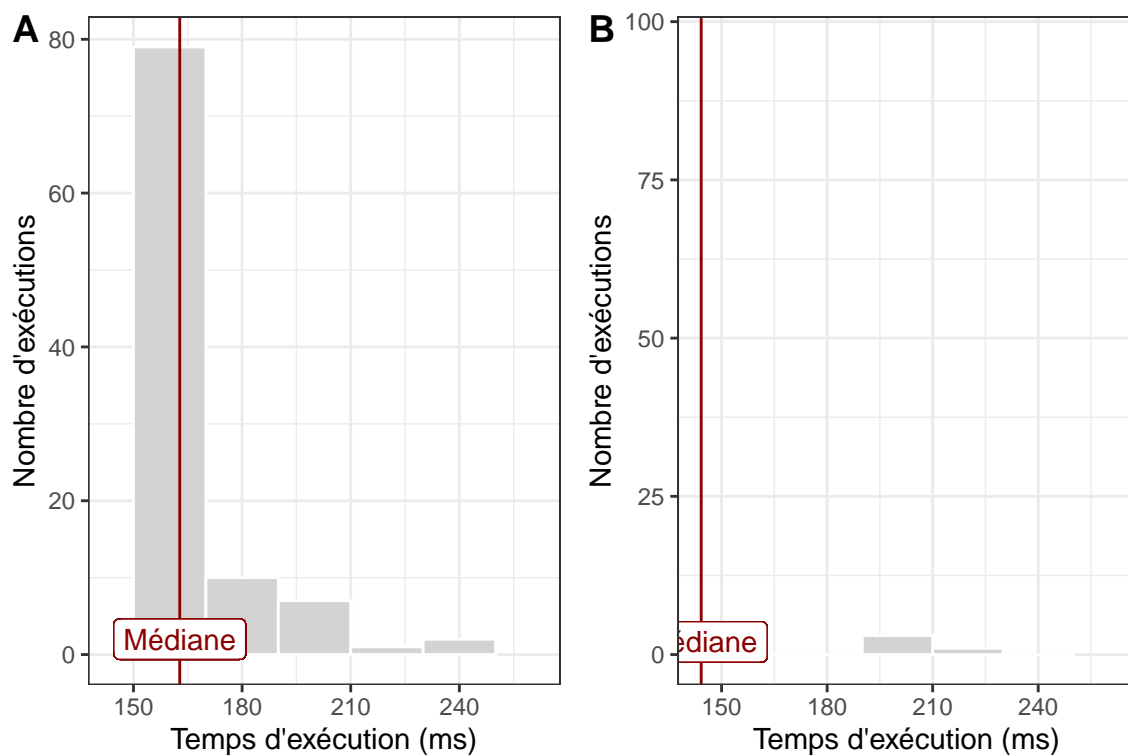 A
Nombre d'exécutions
80
60
40
20
0
Médiane
150
180
210
240
Temps d'exécution (ms)
B
Nombre d'exécutions
100
75
50
25
0
édiane
150
180
210
240
Temps d'exécution (ms)